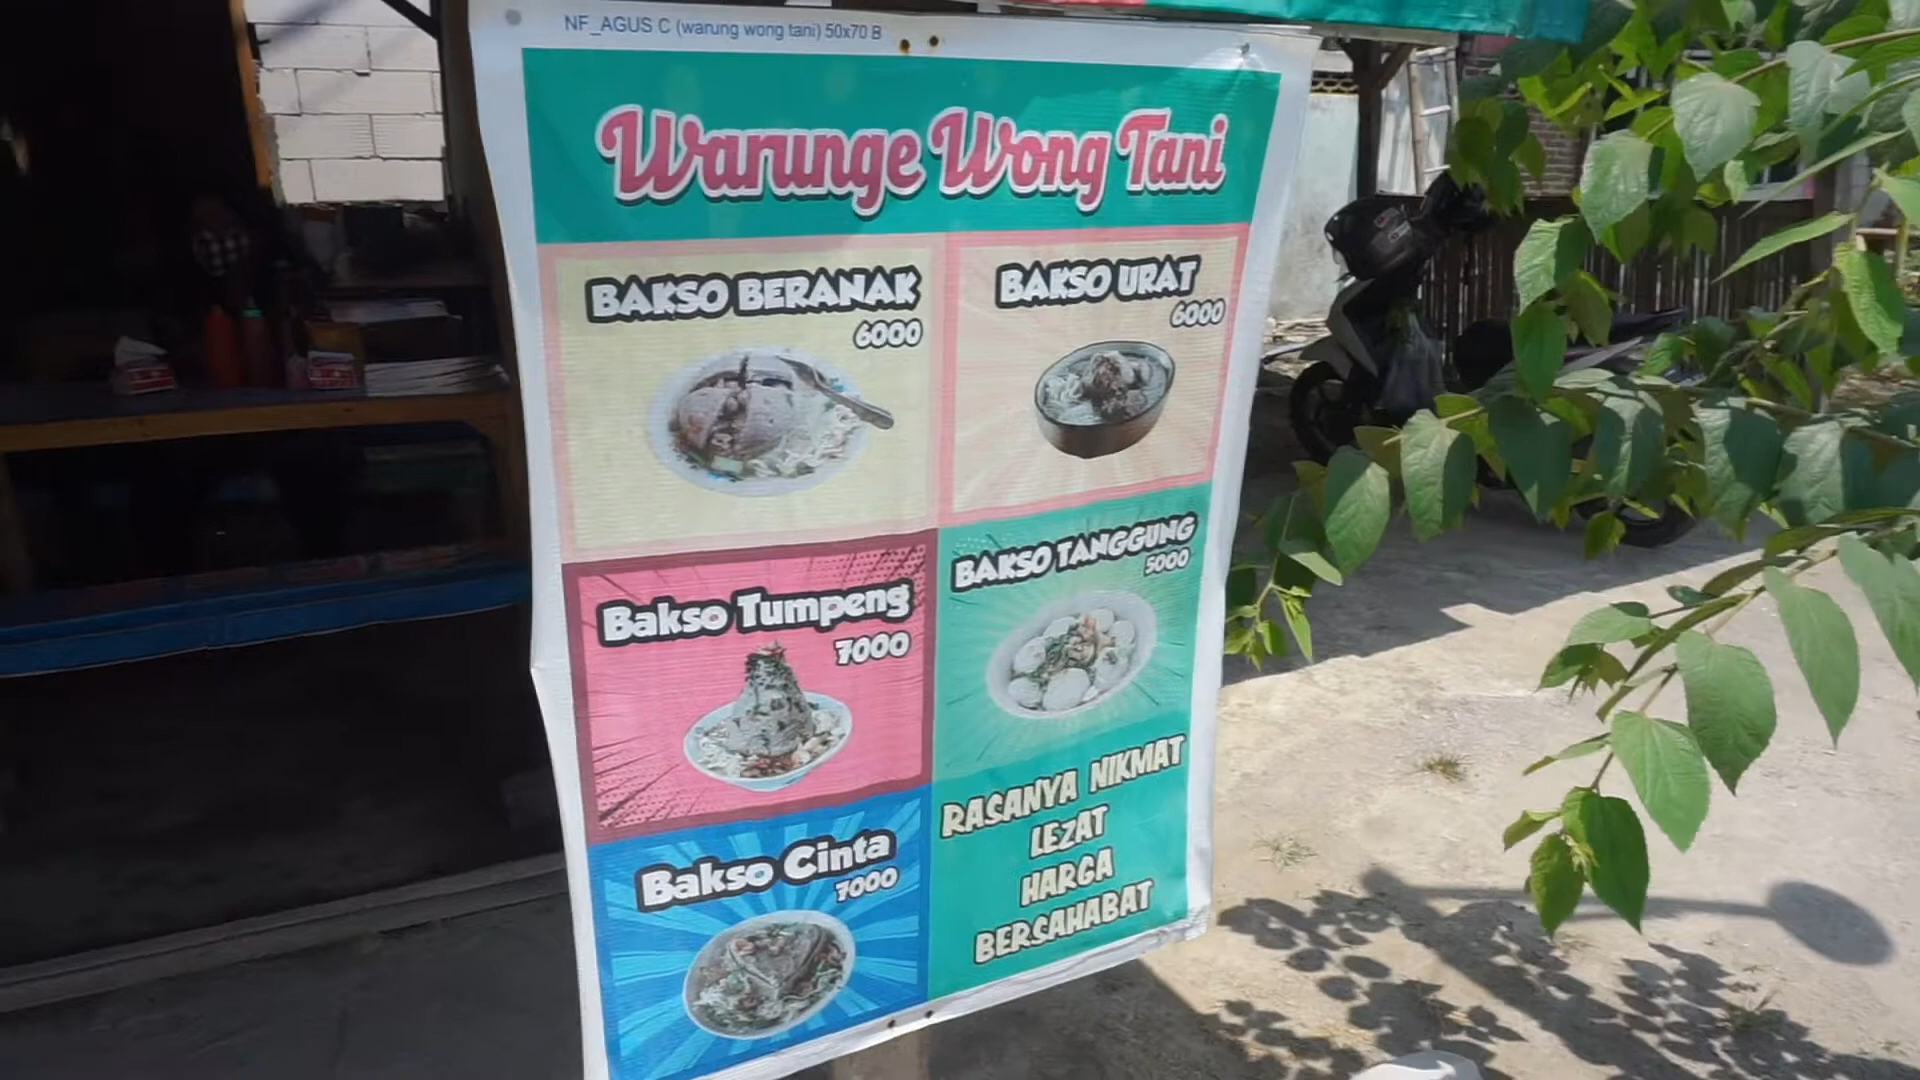 NF_AGUS C (warung wong tani) 50x70 B
Warunge Wong Tani
BAKSO BERANAK
6000
BAKSO URAT
6000
Bakso Tumpeng
7000
BAKSO TANGGUNG
5000
Bakso Cinta
7000
RASANYA NIKMAT
LEZAT
HARGA
BERSAHABAT